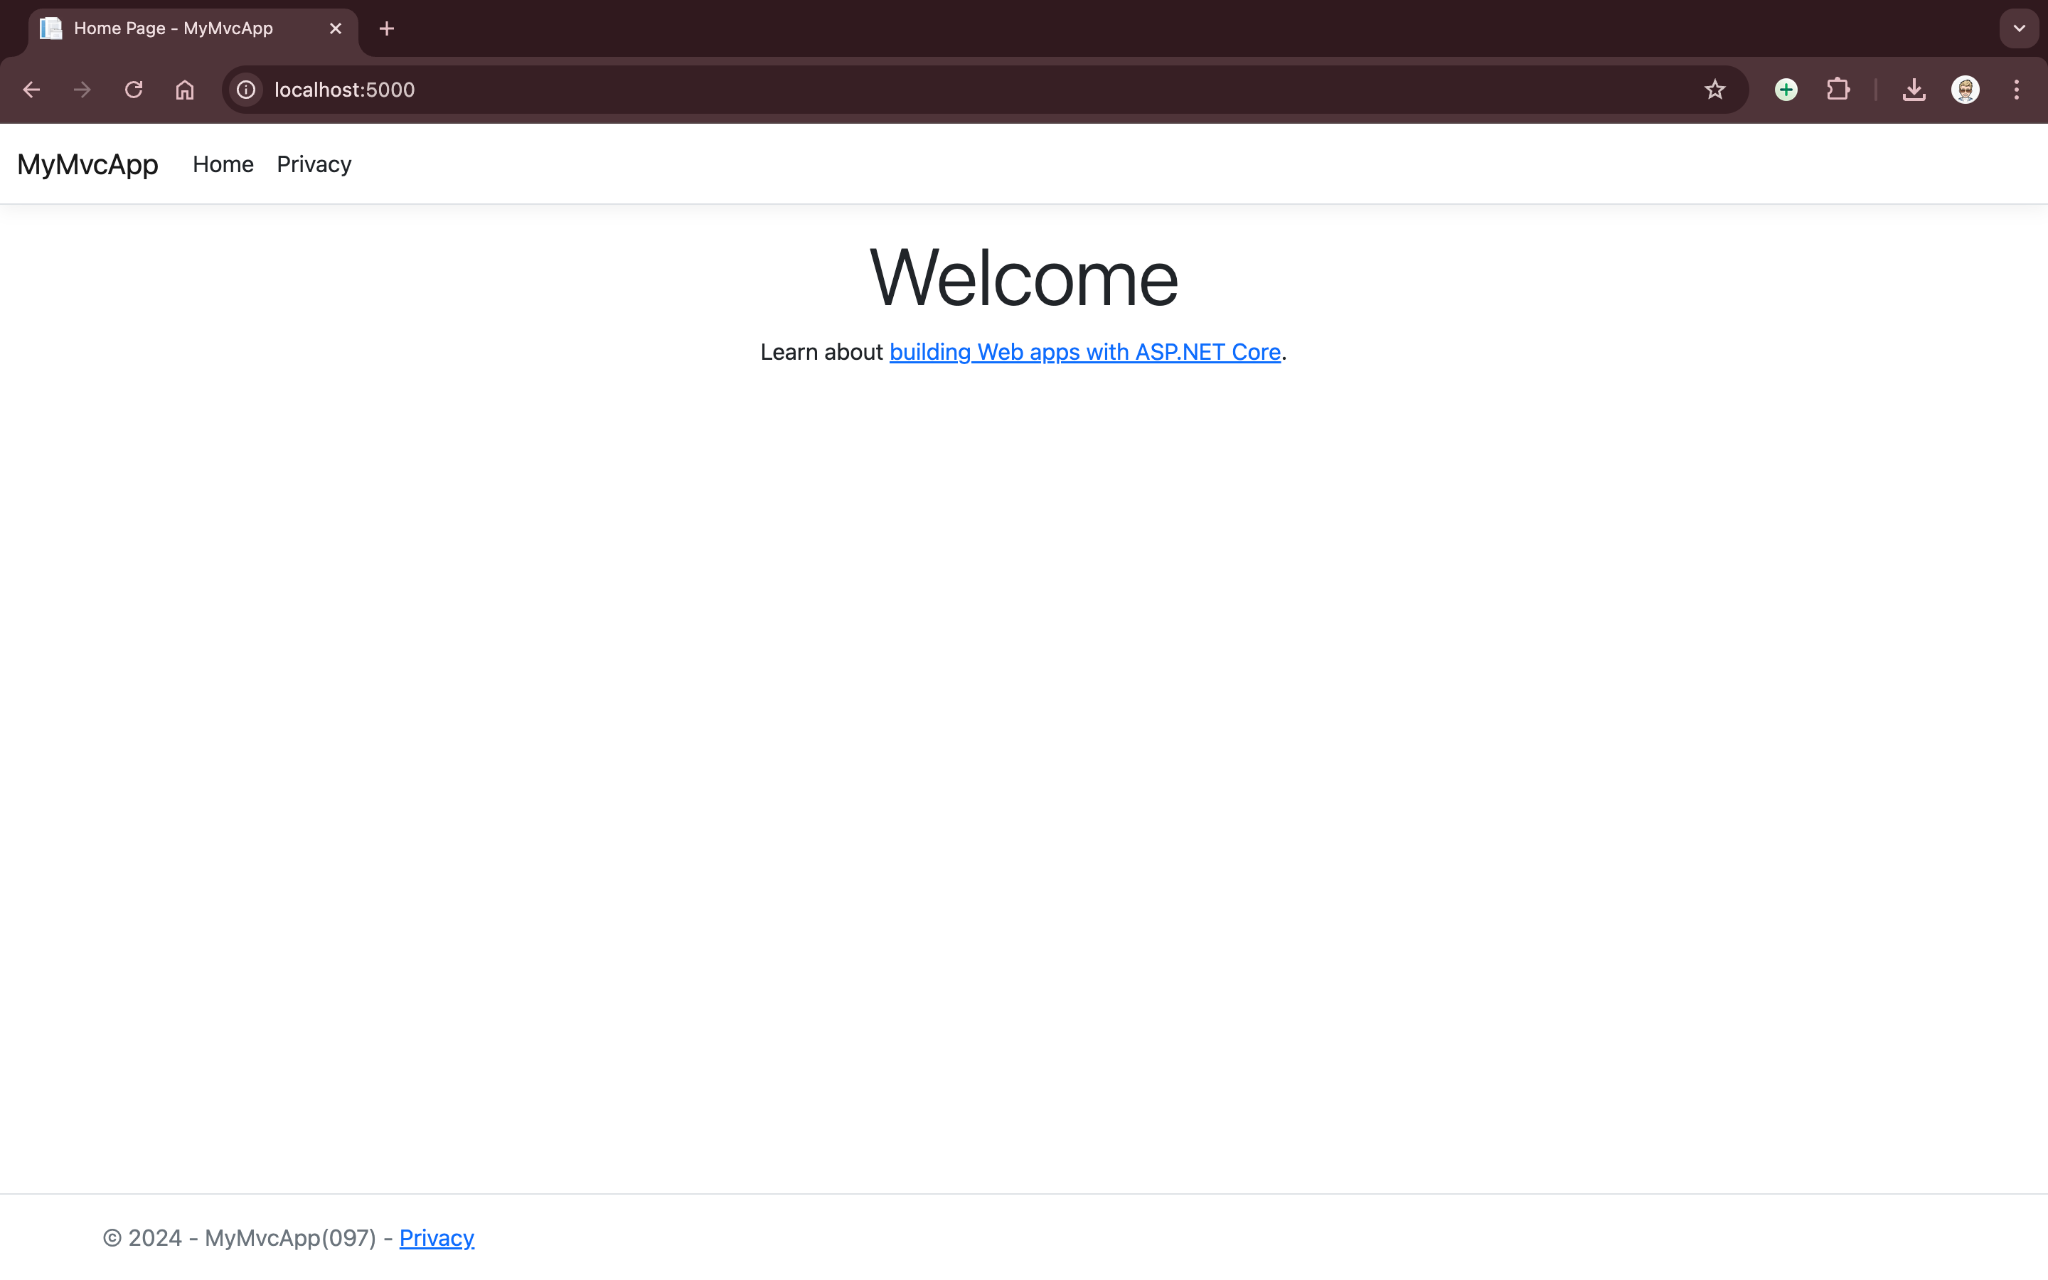 Home Page - MyMvcApp
localhost:5000
MyMvcApp Home Privacy
Welcome
Learn about building Web apps with ASP.NET Core.
© 2024 - MyMvcApp(097) - Privacy